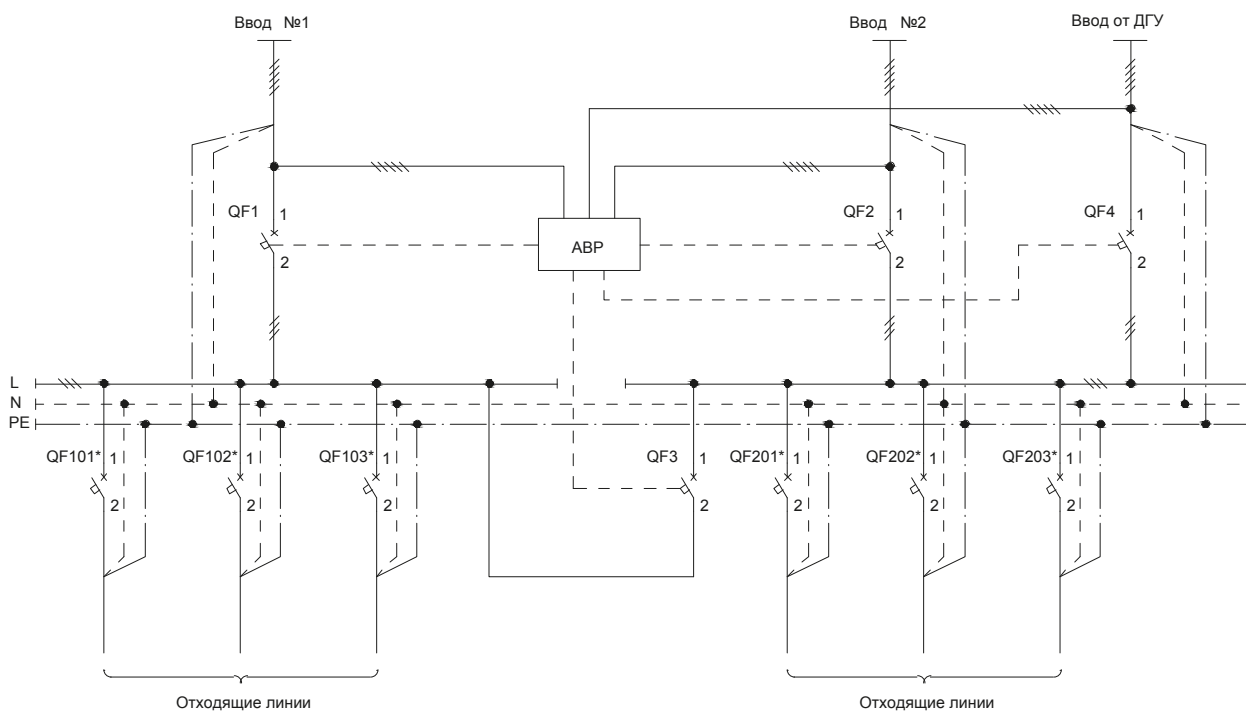 Ввод №1
Ввод №2
Ввод от ДГУ
QF1 1
2
АВР
QF2 1
2
QF4 1
2
L
N
PE
QF101* 1
2
QF102* 1
2
QF103* 1
2
QF3 1
2
QF201* 1
2
QF202* 1
2
QF203* 1
2
Отходящие линии
Отходящие линии